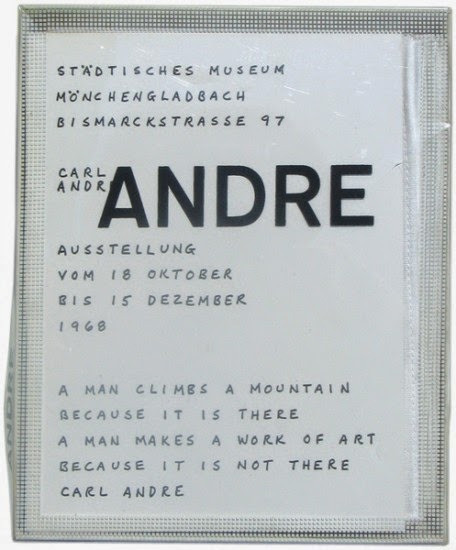 STÄDTISCHES MUSEUM
MÖNCHENGLADBACH
BISMARCKSTRASSE 97
CARL
ANDR
ANDRE
AUSSTELLUNG
VOM 18 OKTOBER
BIS 15 DEZEMBER
1968
A MAN CLIMBS A MOUNTAIN
BECAUSE IT IS THERE
A MAN MAKES A WORK OF ART
BECAUSE IT IS NOT THERE
CARL ANDRE
ANDRE